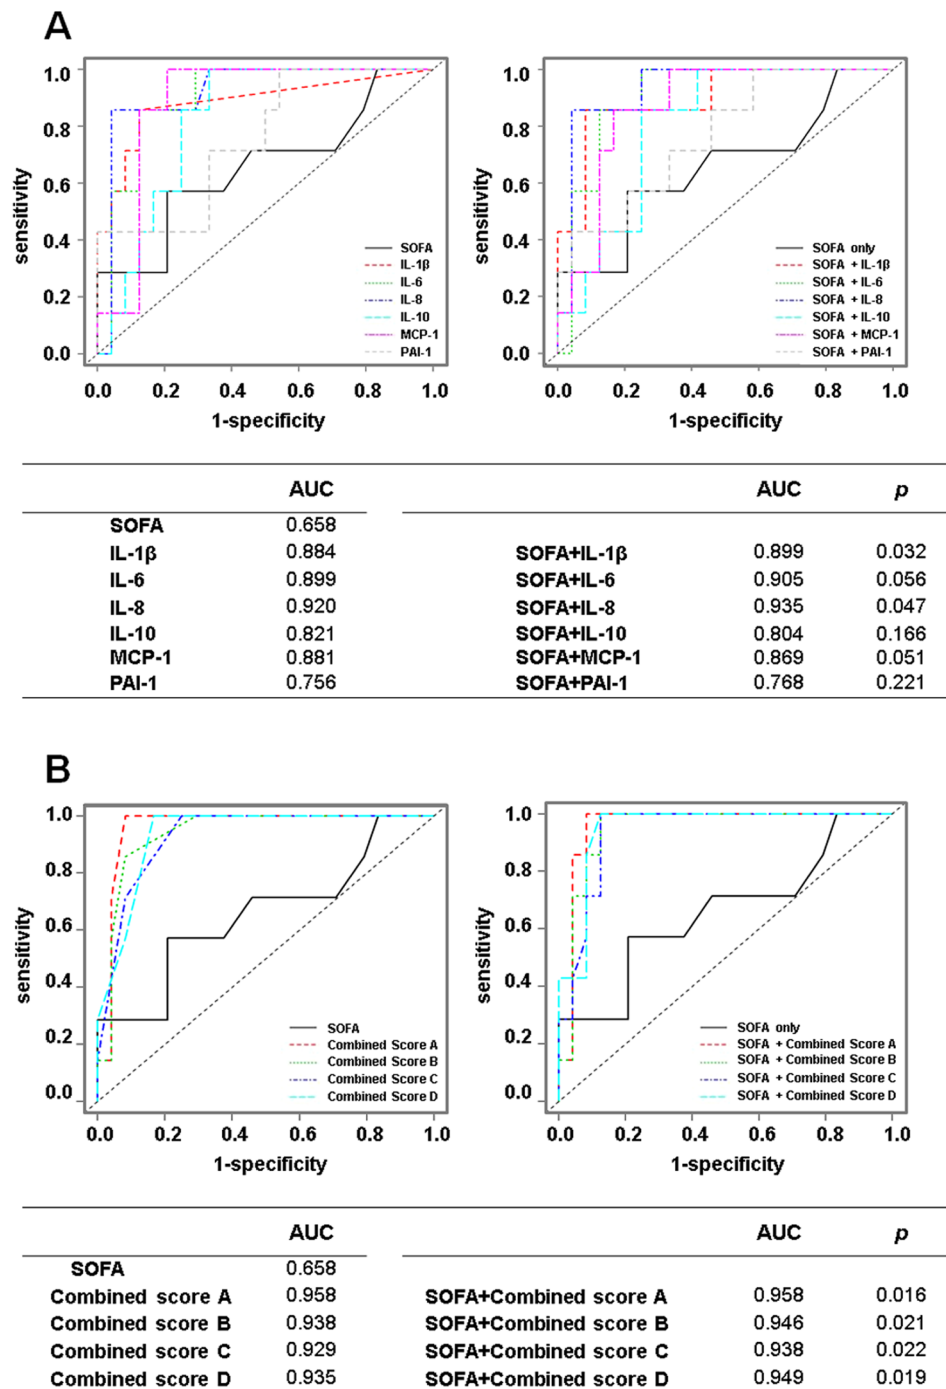 A
1.0
0.8
0.6
0.4
0.2
0.0
sensitivity
0.0 0.2 0.4 0.6 0.8 1.0
1-specificity
SOFA
IL-1β
IL-6
IL-8
IL-10
MCP-1
PAI-1
1.0
0.8
0.6
0.4
0.2
0.0
sensitivity
0.0 0.2 0.4 0.6 0.8 1.0
1-specificity
SOFA only
SOFA + IL-1β
SOFA + IL-6
SOFA + IL-8
SOFA + IL-10
SOFA + MCP-1
SOFA + PAI-1
AUC
SOFA 0.658
IL-1β 0.884
IL-6 0.899
IL-8 0.920
IL-10 0.821
MCP-1 0.881
PAI-1 0.756
AUC p
SOFA+IL-1β 0.899 0.032
SOFA+IL-6 0.905 0.056
SOFA+IL-8 0.935 0.047
SOFA+IL-10 0.804 0.166
SOFA+MCP-1 0.869 0.051
SOFA+PAI-1 0.768 0.221
B
1.0
0.8
0.6
0.4
0.2
0.0
sensitivity
0.0 0.2 0.4 0.6 0.8 1.0
1-specificity
SOFA
Combined Score A
Combined Score B
Combined Score C
Combined Score D
1.0
0.8
0.6
0.4
0.2
0.0
sensitivity
0.0 0.2 0.4 0.6 0.8 1.0
1-specificity
SOFA only
SOFA + Combined Score A
SOFA + Combined Score B
SOFA + Combined Score C
SOFA + Combined Score D
AUC
SOFA 0.658
Combined score A 0.958
Combined score B 0.938
Combined score C 0.929
Combined score D 0.935
AUC p
SOFA+Combined score A 0.958 0.016
SOFA+Combined score B 0.946 0.021
SOFA+Combined score C 0.938 0.022
SOFA+Combined score D 0.949 0.019